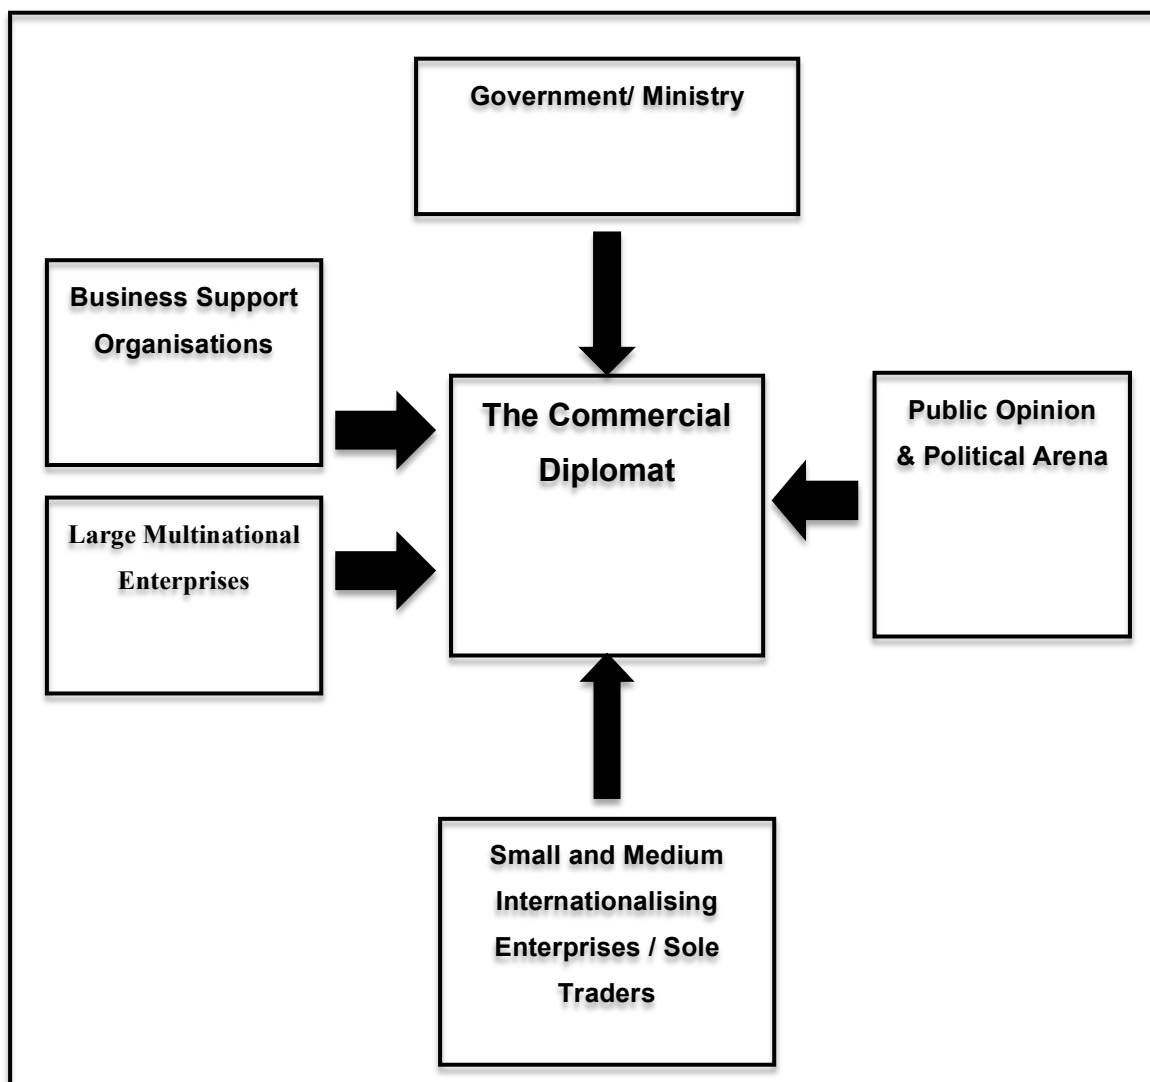 Government/ Ministry
Business Support
Organisations
The Commercial
Diplomat
Public Opinion
& Political Arena
Large Multinational
Enterprises
Small and Medium
Internationalising
Enterprises / Sole
Traders